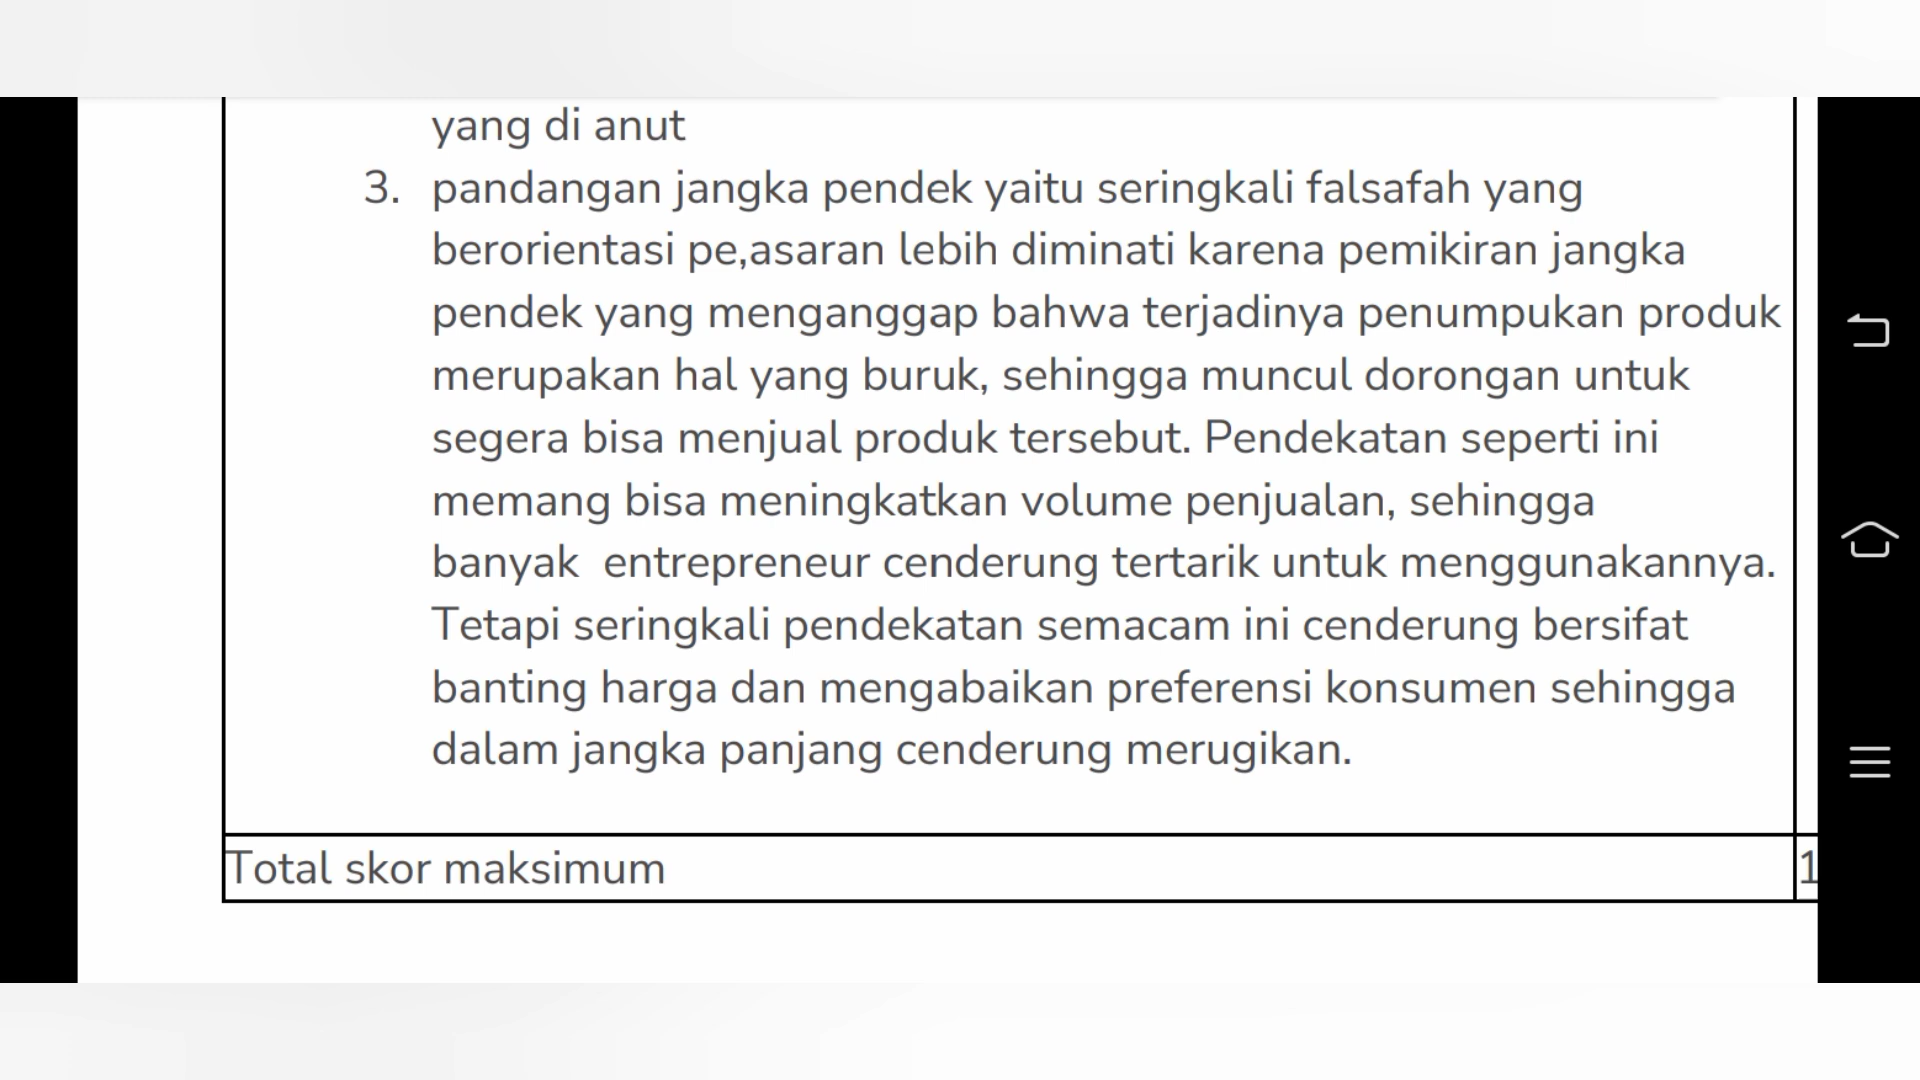 yang di anut
3. pandangan jangka pendek yaitu seringkali falsafah yang
berorientasi pe,asaran lebih diminati karena pemikiran jangka
pendek yang menganggap bahwa terjadinya penumpukan produk
merupakan hal yang buruk, sehingga muncul dorongan untuk
segera bisa menjual produk tersebut. Pendekatan seperti ini
memang bisa meningkatkan volume penjualan, sehingga
banyak  entrepreneur cenderung tertarik untuk menggunakannya.
Tetapi seringkali pendekatan semacam ini cenderung bersifat
banting harga dan mengabaikan preferensi konsumen sehingga
dalam jangka panjang cenderung merugikan.
Total skor maksimum 1